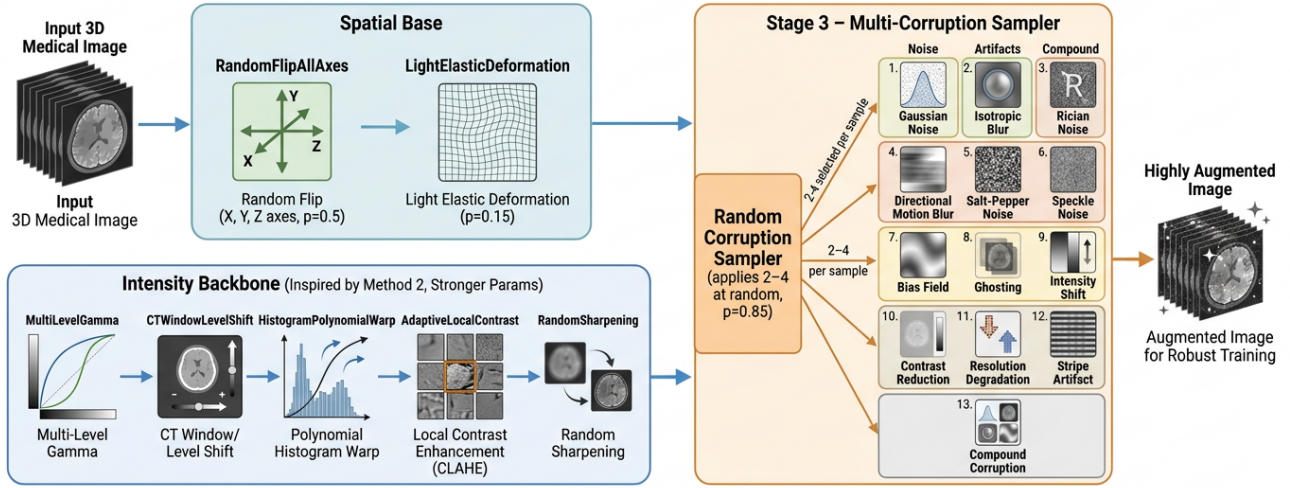 Input 3D
Medical Image
Input
3D Medical Image
Spatial Base
RandomFlipAllAxes
Y
Z
X
Random Flip
(X, Y, Z axes, p=0.5)
LightElasticDeformation
Light Elastic Deformation
(p=0.15)
Intensity Backbone (Inspired by Method 2, Stronger Params)
MultiLevelGamma
Multi-Level
Gamma
CTWindowLevelShift
- +
CT Window/
Level Shift
HistogramPolynomialWarp
Polynomial
Histogram Warp
AdaptiveLocalContrast
Local Contrast
Enhancement
(CLAHE)
RandomSharpening
Random
Sharpening
Stage 3 – Multi-Corruption Sampler
Random
Corruption
Sampler
(applies 2–4
at random,
p=0.85)
2-4 selected per sample
2–4
per sample
Noise
Artifacts
Compound
1.
Gaussian
Noise
2.
Isotropic
Blur
3.
R
Rician
Noise
4.
Directional
Motion Blur
5.
Salt-Pepper
Noise
6.
Speckle
Noise
7.
Bias Field
8.
Ghosting
9.
Intensity
Shift
10.
Contrast
Reduction
11.
Resolution
Degradation
12.
Stripe
Artifsct
13.
Compound
Corruption
Highly Augmented
Image
Augmented Image
for Robust Training